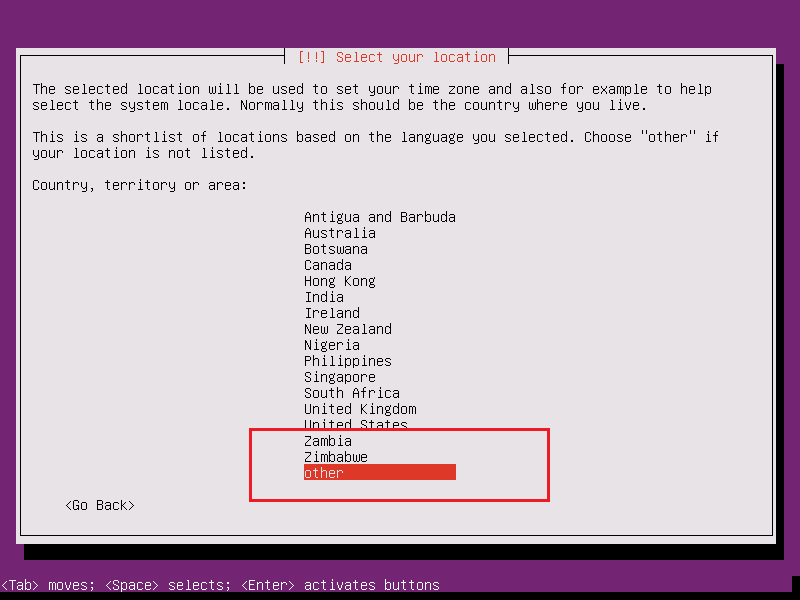 [!!] Select your location
The selected location will be used to set your time zone and also for example to help
select the system locale. Normally this should be the country where you live.
This is a shortlist of locations based on the language you selected. Choose "other" if
your location is not listed.
Country, territory or area:
Antigua and Barbuda
Australia
Botswana
Canada
Hong Kong
India
Ireland
New Zealand
Nigeria
Philippines
Singapore
South Africa
United Kingdom
United States
Zambia
Zimbabwe
other
<Go Back>
<Tab> moves; <Space> selects; <Enter> activates buttons